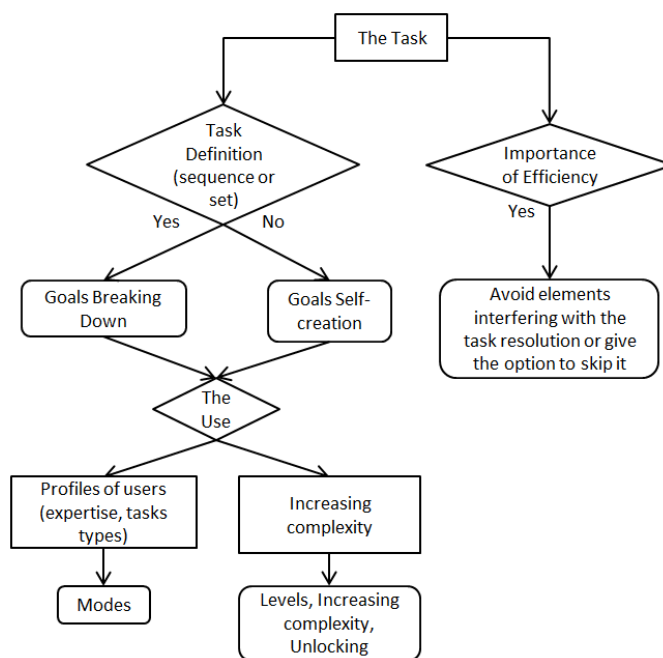 The Task
Task
Definition
(sequence or
set)
Importance
of Efficiency
Yes
No
Yes
Goals Breaking
Down
Goals Self-
creation
Avoid elements
interfering with the
task resolution or give
the option to skip it
The
Use
Profiles of users
(expertise, tasks
types)
Increasing
complexity
Modes
Levels, Increasing
complexity,
Unlocking